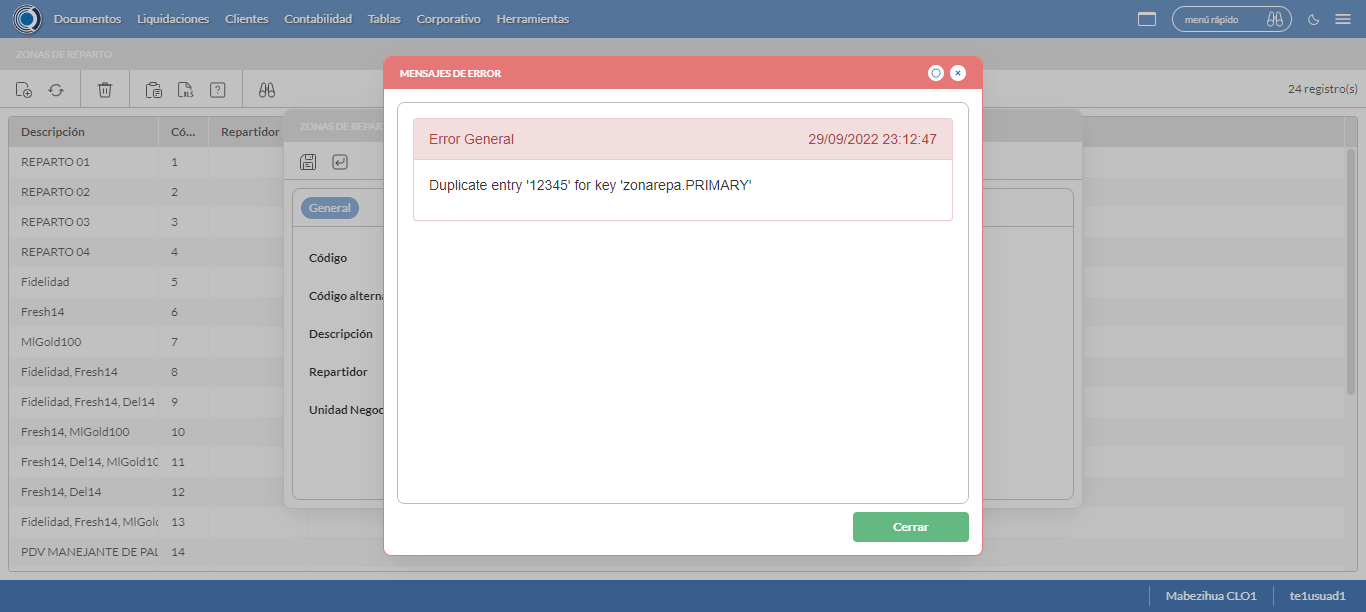 Documentos Liquidaciones Clientes Contabilidad Tablas Corporativo Herramientas menú rápido
ZONAS DE REPARTO
24 registro(s)
MENSAJES DE ERROR
Error General 29/09/2022 23:12:47
Duplicate entry '12345' for key 'zonarepa.PRIMARY'
Cerrar
Descripción Có... Repartidor
REPARTO 01 1
REPARTO 02 2
REPARTO 03 3
REPARTO 04 4
Fidelidad 5
Fresh14 6
MlGold100 7
Fidelidad, Fresh14 8
Fidelidad, Fresh14, Del14 9
Fresh14, MlGold100 10
Fresh14, Del14, MlGold10 11
Fresh14, Del14 12
Fidelidad, Fresh14, MlGol 13
PDV MANEJANTE DE PAL 14
ZONAS DE REPAR
General
Código
Código altern
Descripción
Repartidor
Unidad Negoc
Mabezihua CLO1 te1usuad1